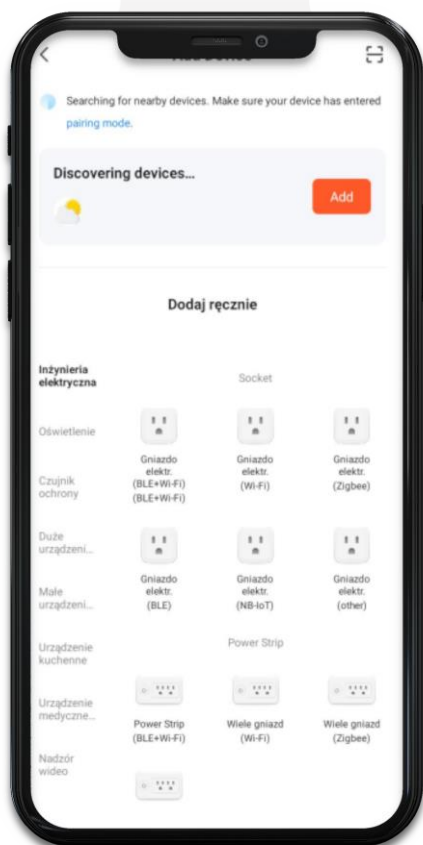 Searching for nearby devices. Make sure your device has entered
pairing mode.
Discovering devices...
Add
Dodaj ręcznie
Inżynieria
elektryczna
Oświetlenie
Czujnik
ochrony
Duże
urządzeni...
Małe
urządzeni...
Urządzenie
kuchenne
Urządzenie
medyczne...
Nadzór
wideo
Socket
Gniazdo
elektr.
(BLE+Wi-Fi)
(BLE+Wi-Fi)
Gniazdo
elektr.
(Wi-Fi)
Gniazdo
elektr.
(Zigbee)
Gniazdo
elektr.
(BLE)
Gniazdo
elektr.
(NB-IoT)
Gniazdo
elektr.
(other)
Power Strip
Power Strip
(BLE+Wi-Fi)
Wiele gniazd
(Wi-Fi)
Wiele gniazd
(Zigbee)